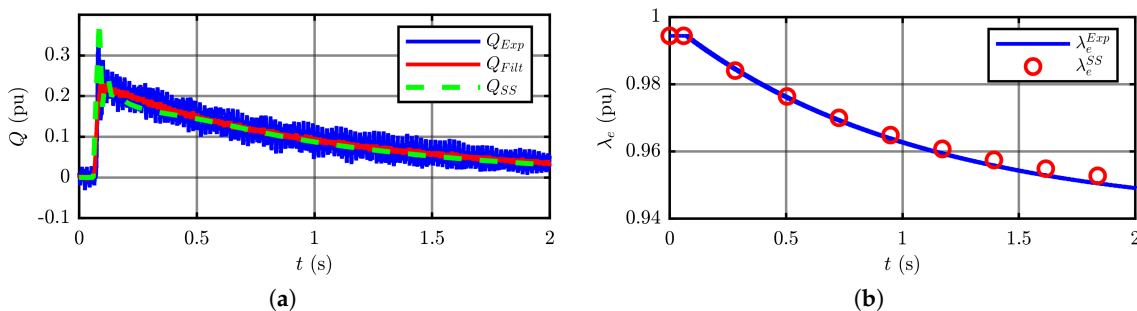 0.3
0.2
0.1
0
-0.1
Q (pu)
0 0.5 1 1.5 2
t (s)
Q_{Exp}
Q_{Filt}
Q_{SS}
(a)
1
0.98
0.96
0.94
λ_e (pu)
0 0.5 1 1.5 2
t (s)
λ_e^{Exp}
λ_e^{SS}
(b)